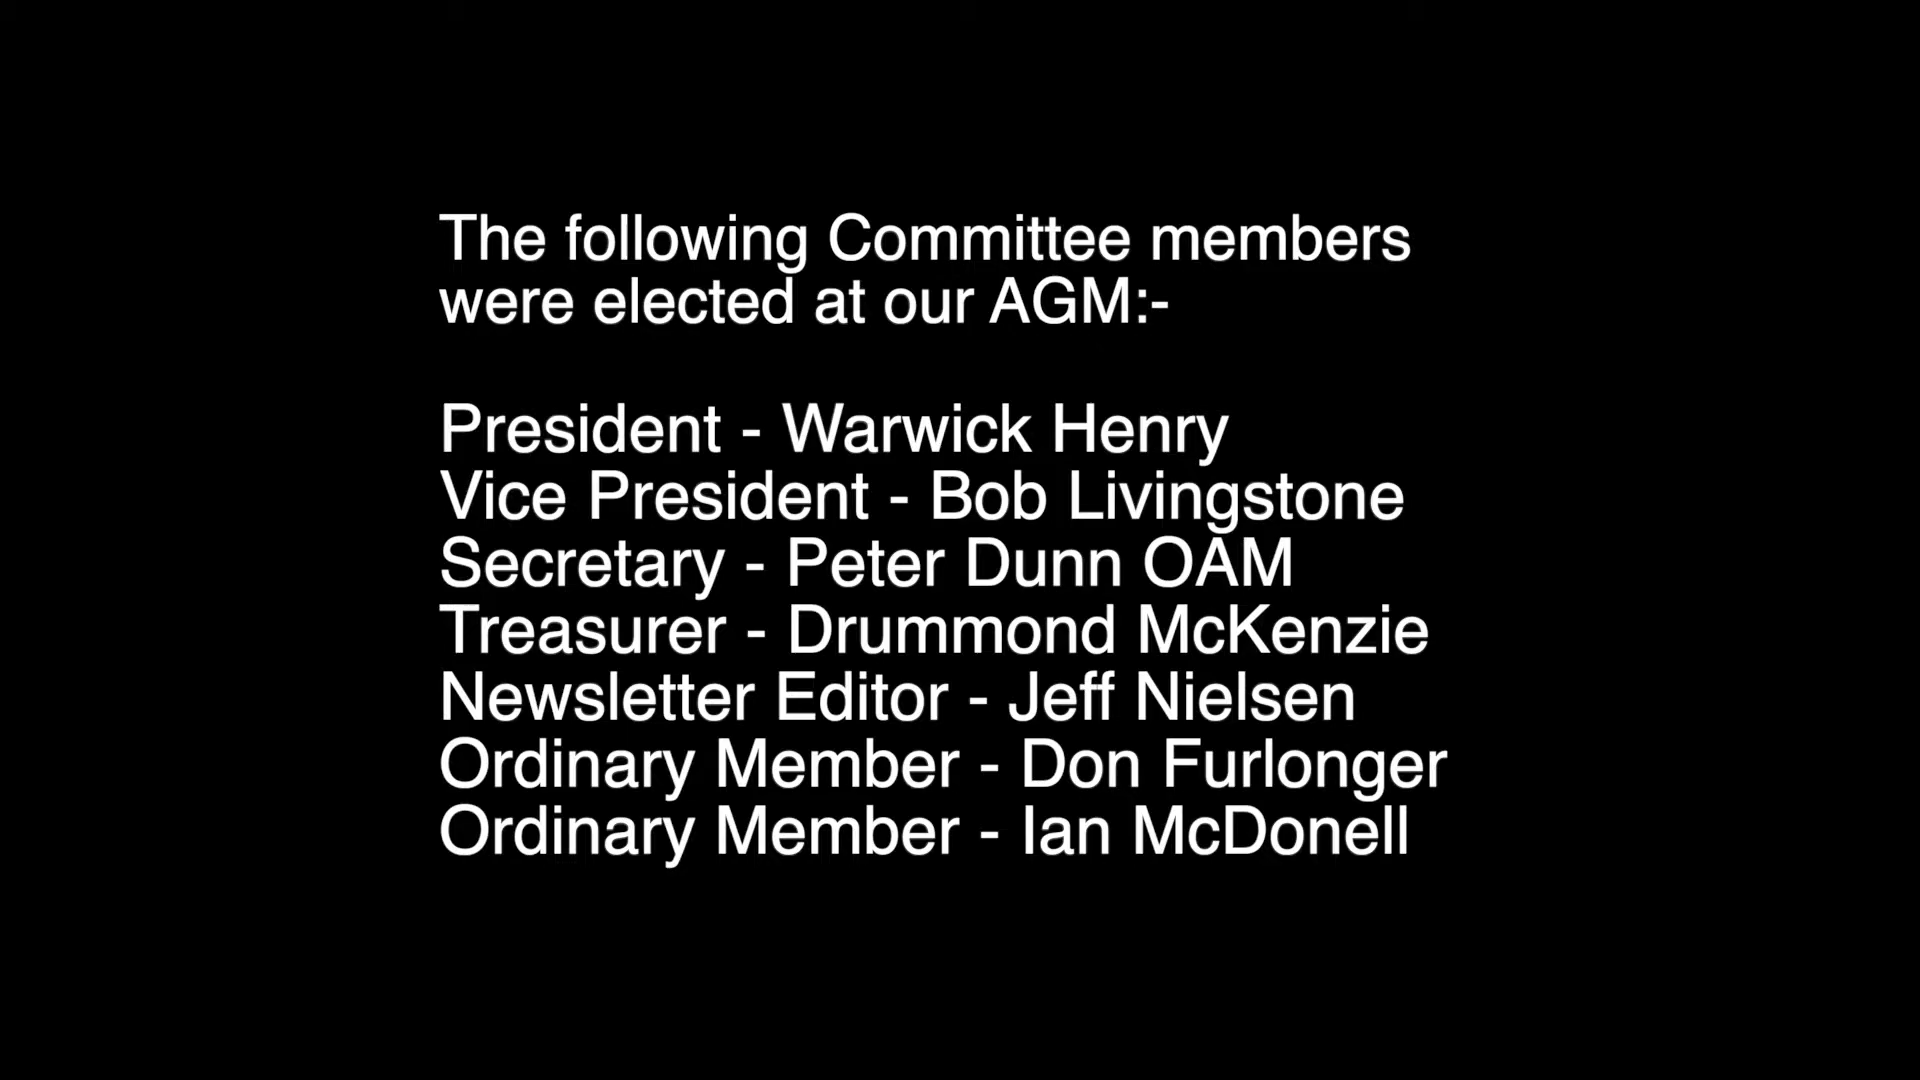 The following Committee members
were elected at our AGM:-
President - Warwick Henry
Vice President - Bob Livingstone
Secretary - Peter Dunn OAM
Treasurer - Drummond McKenzie
Newsletter Editor - Jeff Nielsen
Ordinary Member - Don Furlonger
Ordinary Member - Ian McDonell